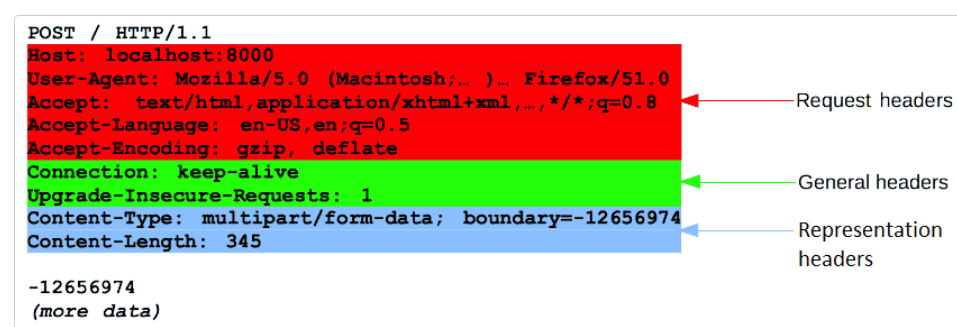 POST / HTTP/1.1
Host: localhost:8000
User-Agent: Mozilla/5.0 (Macintosh;… )… Firefox/51.0
Accept: text/html,application/xhtml+xml,…,*/*;q=0.8
Accept-Language: en-US,en;q=0.5
Accept-Encoding: gzip, deflate
Connection: keep-alive
Upgrade-Insecure-Requests: 1
Content-Type: multipart/form-data; boundary=-12656974
Content-Length: 345
-12656974
(more data)
Request headers
General headers
Representation
headers